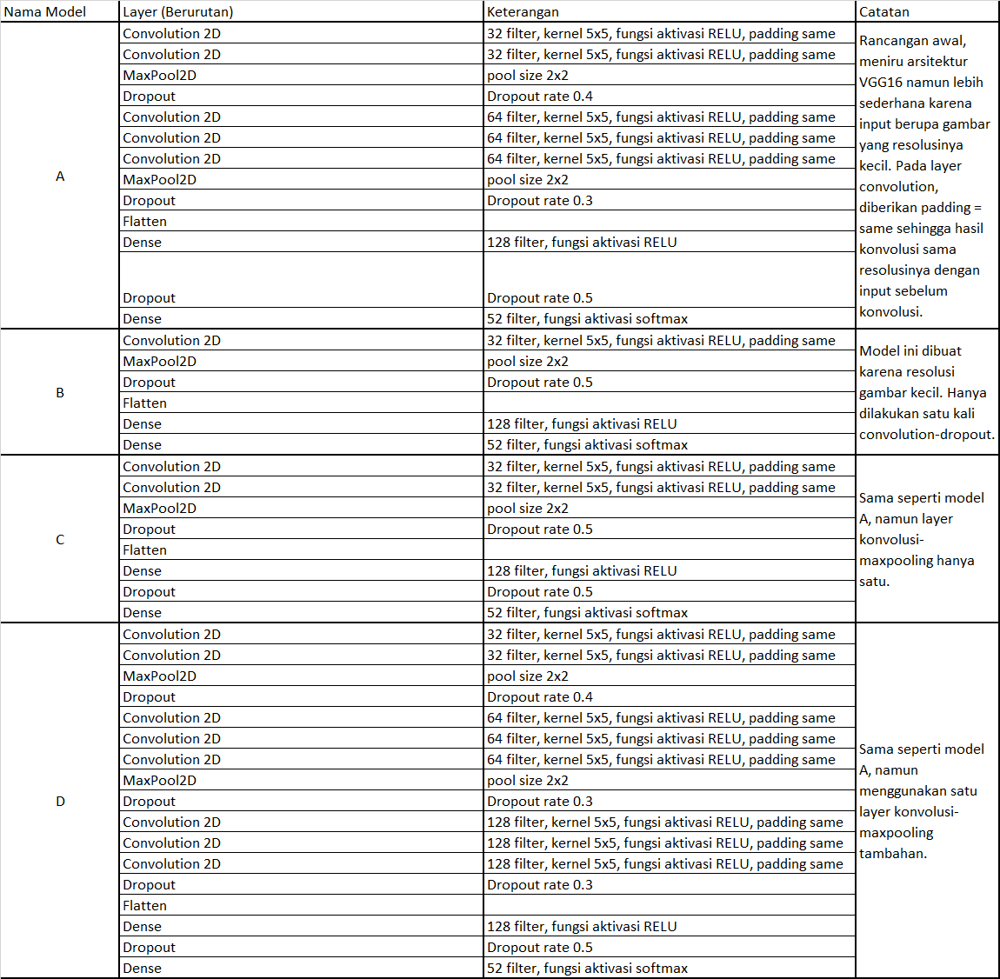 Nama Model Layer (Berurutan) Keterangan Catatan
A
Convolution 2D 32 filter, kernel 5x5, fungsi aktivasi RELU, padding same
Convolution 2D 32 filter, kernel 5x5, fungsi aktivasi RELU, padding same
MaxPool2D pool size 2x2
Dropout Dropout rate 0.4
Convolution 2D 64 filter, kernel 5x5, fungsi aktivasi RELU, padding same
Convolution 2D 64 filter, kernel 5x5, fungsi aktivasi RELU, padding same
Convolution 2D 64 filter, kernel 5x5, fungsi aktivasi RELU, padding same
MaxPool2D pool size 2x2
Dropout Dropout rate 0.3
Flatten
Dense 128 filter, fungsi aktivasi RELU
Dropout Dropout rate 0.5
Dense 52 filter, fungsi aktivasi softmax
Rancangan awal,
meniru arsitektur
VGG16 namun lebih
sederhana karena
input berupa gambar
yang resolusinya
kecil. Pada layer
convolution,
diberikan padding =
same sehingga hasil
konvolusi sama
resolusinya dengan
input sebelum
konvolusi.
B
Convolution 2D 32 filter, kernel 5x5, fungsi aktivasi RELU, padding same
MaxPool2D pool size 2x2
Dropout Dropout rate 0.5
Flatten
Dense 128 filter, fungsi aktivasi RELU
Dense 52 filter, fungsi aktivasi softmax
Model ini dibuat
karena resolusi
gambar kecil. Hanya
dilakukan satu kali
convolution-dropout.
C
Convolution 2D 32 filter, kernel 5x5, fungsi aktivasi RELU, padding same
Convolution 2D 32 filter, kernel 5x5, fungsi aktivasi RELU, padding same
MaxPool2D pool size 2x2
Dropout Dropout rate 0.5
Flatten
Dense 128 filter, fungsi aktivasi RELU
Dropout Dropout rate 0.5
Dense 52 filter, fungsi aktivasi softmax
Sama seperti model
A, namun layer
konvolusi-
maxpooling hanya
satu.
D
Convolution 2D 32 filter, kernel 5x5, fungsi aktivasi RELU, padding same
Convolution 2D 32 filter, kernel 5x5, fungsi aktivasi RELU, padding same
MaxPool2D pool size 2x2
Dropout Dropout rate 0.4
Convolution 2D 64 filter, kernel 5x5, fungsi aktivasi RELU, padding same
Convolution 2D 64 filter, kernel 5x5, fungsi aktivasi RELU, padding same
Convolution 2D 64 filter, kernel 5x5, fungsi aktivasi RELU, padding same
MaxPool2D pool size 2x2
Dropout Dropout rate 0.3
Convolution 2D 128 filter, kernel 5x5, fungsi aktivasi RELU, padding same
Convolution 2D 128 filter, kernel 5x5, fungsi aktivasi RELU, padding same
Convolution 2D 128 filter, kernel 5x5, fungsi aktivasi RELU, padding same
Dropout Dropout rate 0.3
Flatten
Dense 128 filter, fungsi aktivasi RELU
Dropout Dropout rate 0.5
Dense 52 filter, fungsi aktivasi softmax
Sama seperti model
A, namun
menggunakan satu
layer konvolusi-
maxpooling
tambahan.